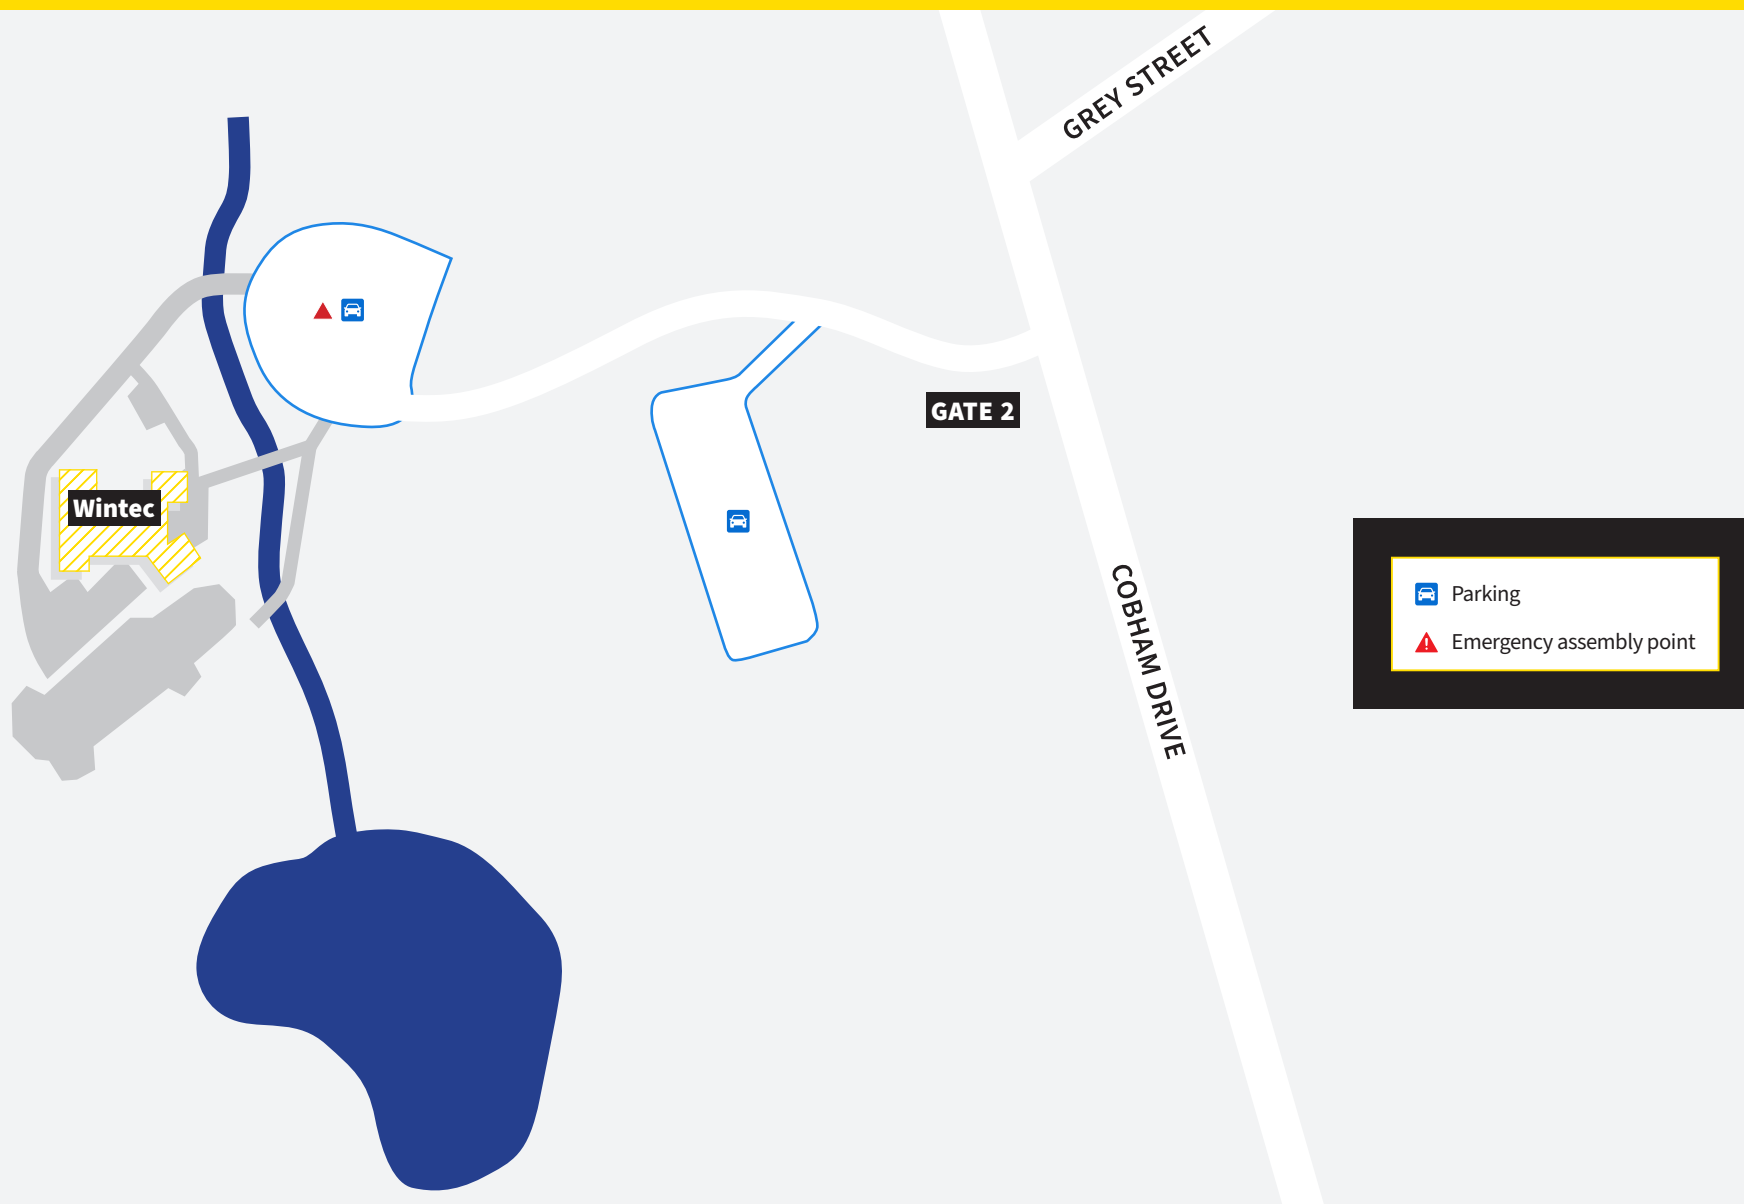 GREY STREET
GATE 2
Wintec
COBHAM DRIVE
Parking
Emergency assembly point